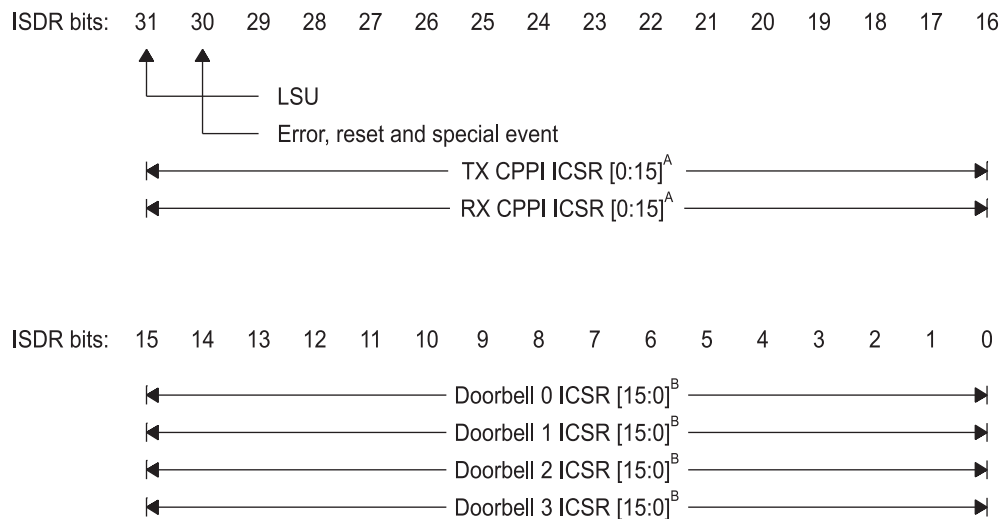 ISDR bits: 31 30 29 28 27 26 25 24 23 22 21 20 19 18 17 16
LSU
Error, reset and special event
TX CPPI ICSR [0:15]A
RX CPPI ICSR [0:15]A
ISDR bits: 15 14 13 12 11 10 9 8 7 6 5 4 3 2 1 0
Doorbell 0 ICSR [15:0]B
Doorbell 1 ICSR [15:0]B
Doorbell 2 ICSR [15:0]B
Doorbell 3 ICSR [15:0]B